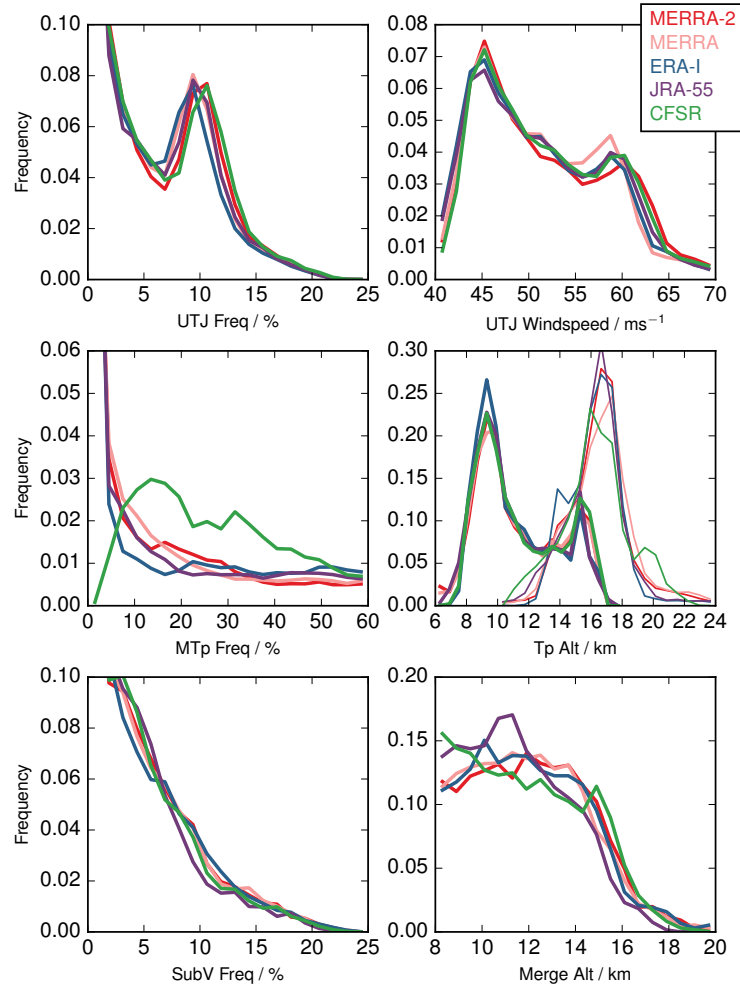 MERRA-2
MERRA
ERA-I
JRA-55
CFSR
0.10
0.08
0.06
0.04
0.02
0.00
Frequency
0 5 10 15 20 25
UTJ Freq / %
0.08
0.07
0.06
0.05
0.04
0.03
0.02
0.01
0.00
40 45 50 55 60 65 70
UTJ Windspeed / ms⁻¹
0.06
0.05
0.04
0.03
0.02
0.01
0.00
Frequency
0 10 20 30 40 50 60
MTp Freq / %
0.30
0.25
0.20
0.15
0.10
0.05
0.00
6 8 10 12 14 16 18 20 22 24
Tp Alt / km
0.10
0.08
0.06
0.04
0.02
0.00
Frequency
0 5 10 15 20 25
SubV Freq / %
0.20
0.15
0.10
0.05
0.00
8 10 12 14 16 18 20
Merge Alt / km